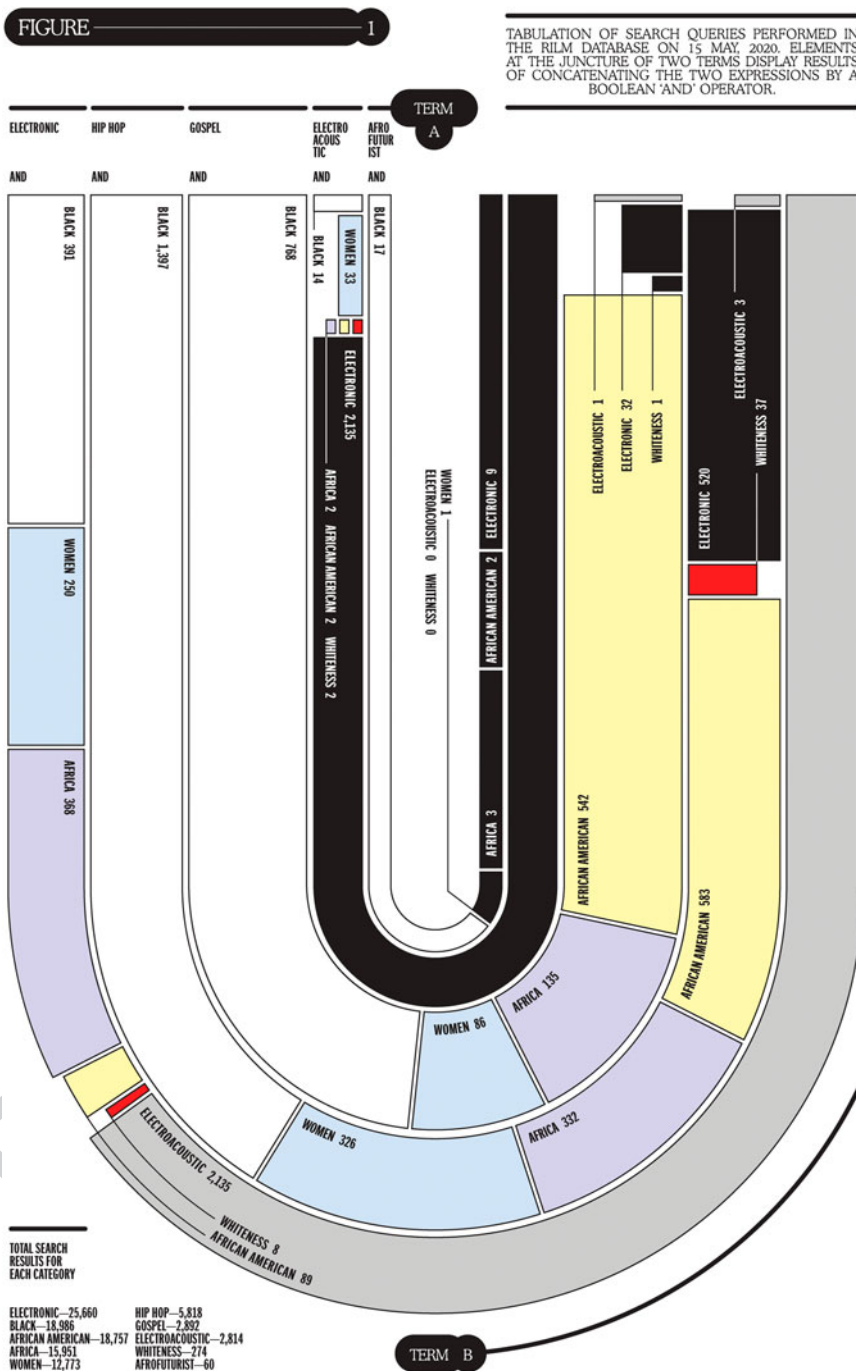 FIGURE 1
TABULATION OF SEARCH QUERIES PERFORMED IN
THE RILM DATABASE ON 15 MAY, 2020. ELEMENTS
AT THE JUNCTURE OF TWO TERMS DISPLAY RESULTS
OF CONCATENATING THE TWO EXPRESSIONS BY A
BOOLEAN 'AND' OPERATOR.
TERM
A
ELECTRONIC
HIP HOP
GOSPEL
ELECTRO
ACOUS
TIC
AFRO
FUTUR
IST
AND
AND
AND
AND
AND
BLACK 391
WOMEN 250
AFRICA 368
ELECTROACOUSTIC 2,135
WHITENESS 8
AFRICAN AMERICAN 89
BLACK 1,397
WOMEN 326
AFRICA 332
AFRICAN AMERICAN 583
WHITENESS 37
ELECTRONIC 520
ELECTROACOUSTIC 3
BLACK 768
WOMEN 86
AFRICA 135
AFRICAN AMERICAN 542
WHITENESS 1
ELECTRONIC 32
ELECTROACOUSTIC 1
BLACK 14
WOMEN 33
ELECTRONIC 2,135
AFRICA 2 AFRICAN AMERICAN 2 WHITENESS 2
BLACK 17
WOMEN 1
ELECTROACOUSTIC 0 WHITENESS 0
ELECTRONIC 9
AFRICAN AMERICAN 2
AFRICA 3
TOTAL SEARCH
RESULTS FOR
EACH CATEGORY
ELECTRONIC—25,660
BLACK—18,986
AFRICAN AMERICAN—18,757
AFRICA—15,951
WOMEN—12,773
HIP HOP—5,818
GOSPEL—2,892
ELECTROACOUSTIC—2,814
WHITENESS—274
AFROFUTURIST—60
TERM B